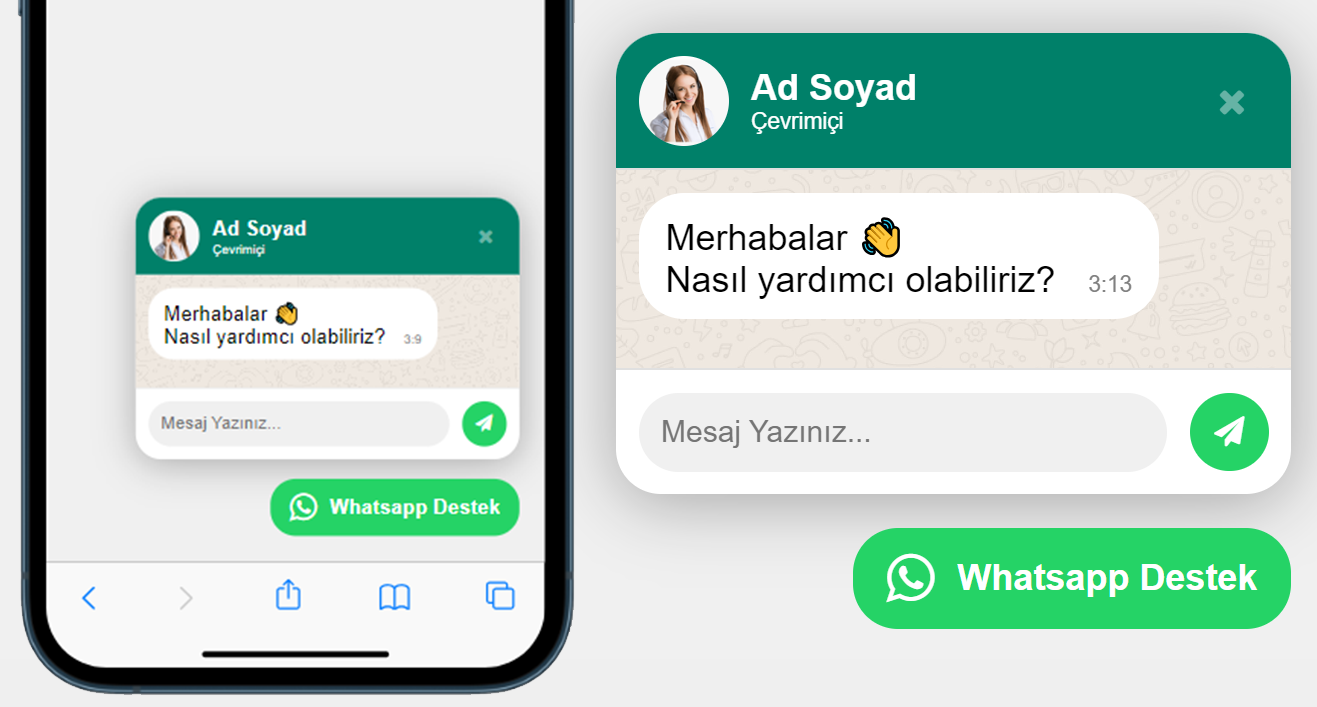 Ad Soyad
Çevrimiçi
Merhabalar 👋
Nasıl yardımcı olabiliriz? 3:9
Mesaj Yazınız...
Whatsapp Destek
Ad Soyad
Çevrimiçi
Merhabalar 👋
Nasıl yardımcı olabiliriz? 3:13
Mesaj Yazınız...
Whatsapp Destek